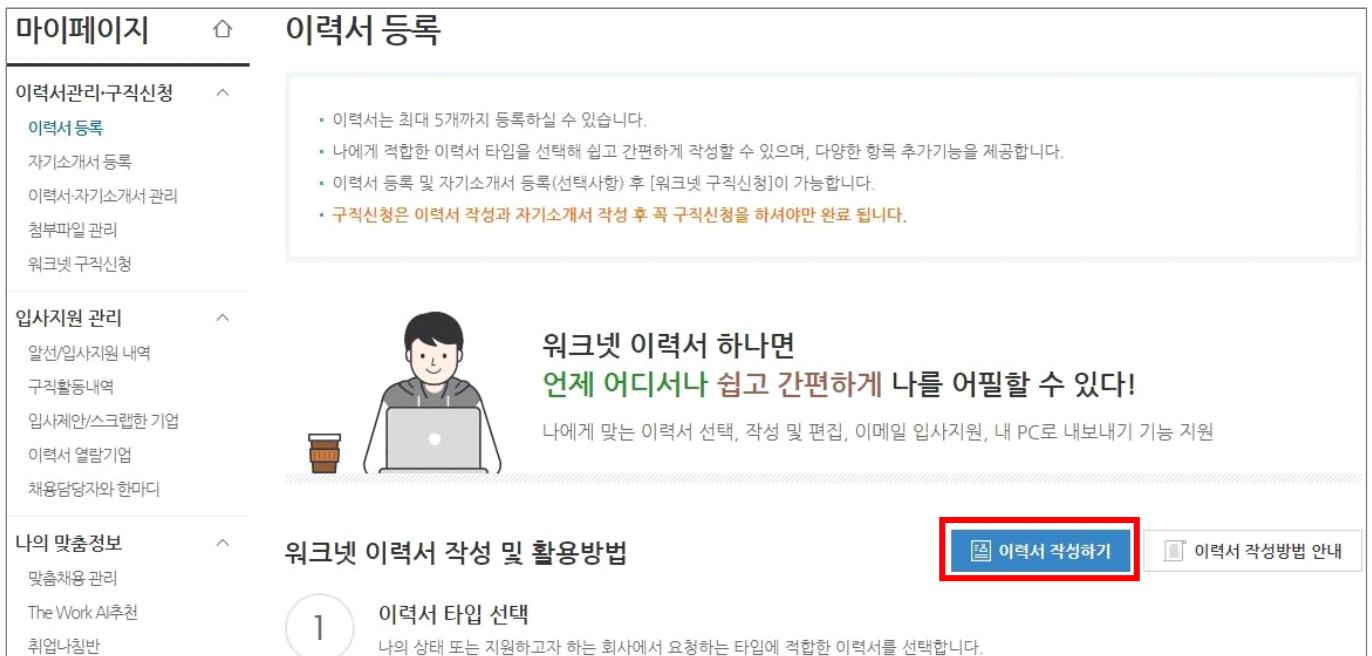 마이페이지
이력서관리·구직신청
이력서 등록
자기소개서 등록
이력서·자기소개서 관리
첨부파일 관리
워크넷 구직신청
입사지원 관리
알선/입사지원 내역
구직활동내역
입사제안/스크랩한 기업
이력서 열람기업
채용담당자와 한마디
나의 맞춤정보
맞춤채용 관리
The Work AI추천
취업나침반
이력서 등록
이력서는 최대 5개까지 등록하실 수 있습니다.
나에게 적합한 이력서 타입을 선택해 쉽고 간편하게 작성할 수 있으며, 다양한 항목 추가기능을 제공합니다.
이력서 등록 및 자기소개서 등록(선택사항) 후 [워크넷 구직신청]이 가능합니다.
구직신청은 이력서 작성과 자기소개서 작성 후 꼭 구직신청을 하셔야만 완료 됩니다.
워크넷 이력서 하나면
언제 어디서나 쉽고 간편하게 나를 어필할 수 있다!
나에게 맞는 이력서 선택, 작성 및 편집, 이메일 입사지원, 내 PC로 내보내기 기능 지원
워크넷 이력서 작성 및 활용방법
이력서 작성하기
이력서 작성방법 안내
1
이력서 타입 선택
나의 상태 또는 지원하고자 하는 회사에서 요청하는 타입에 적합한 이력서를 선택합니다.